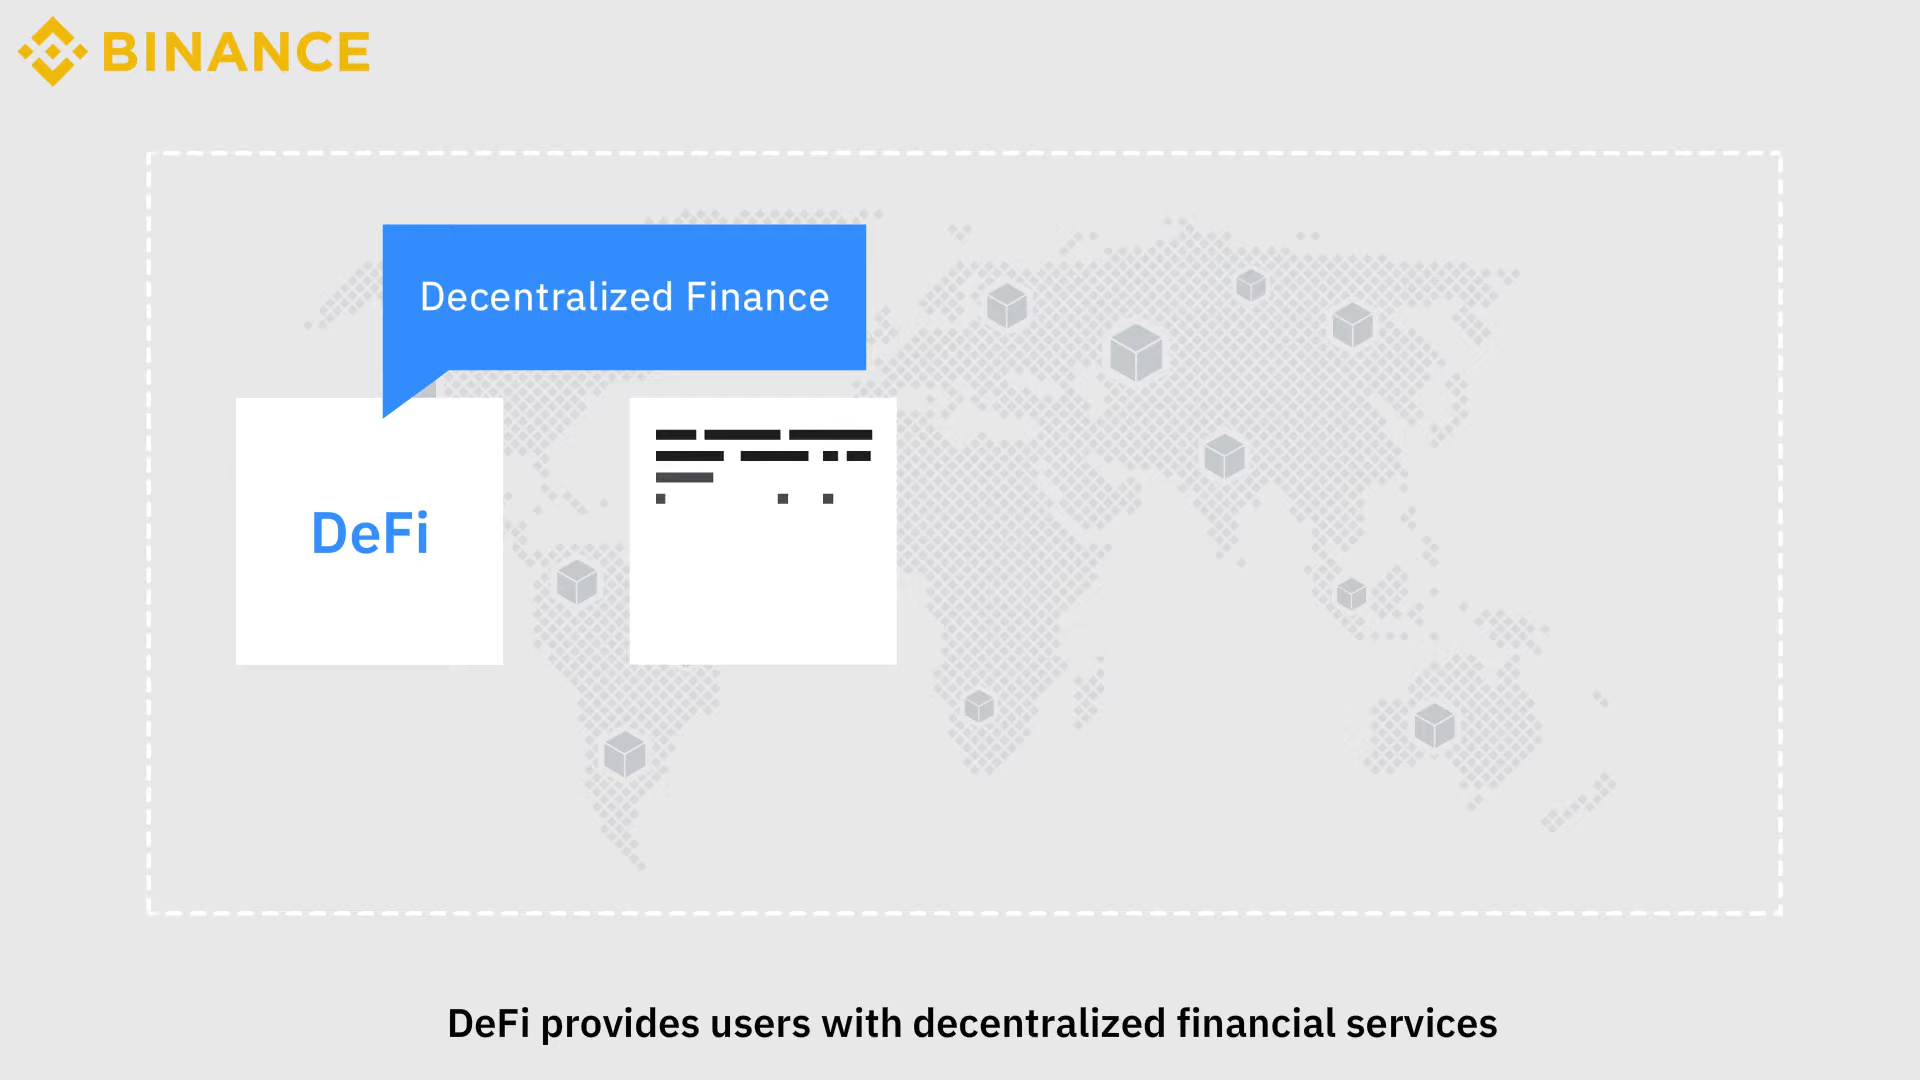 BINANCE
Decentralized Finance
DeFi
DeFi provides users with decentralized financial services